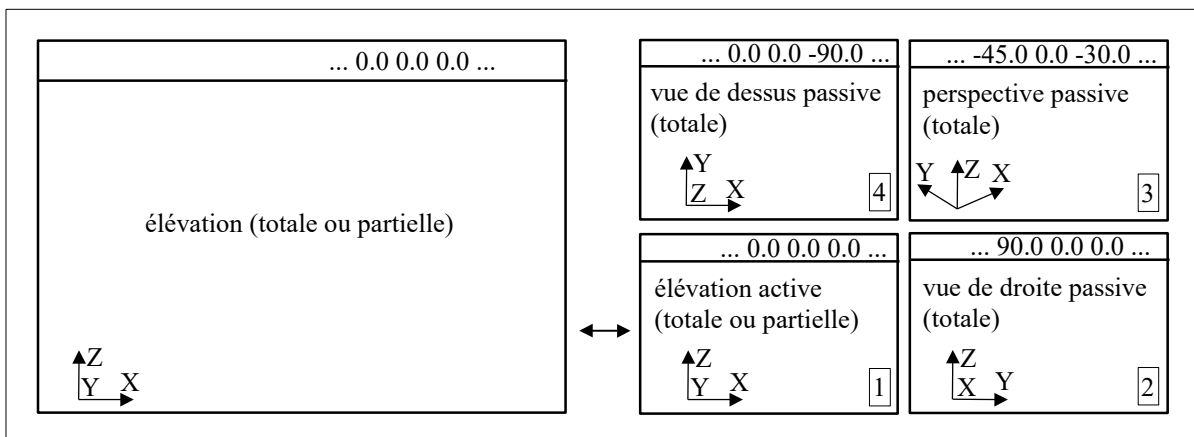 ... 0.0 0.0 0.0 ...
élévation (totale ou partielle)
Z
Y X
... 0.0 0.0 -90.0 ...
vue de dessus passive
(totale)
Y
Z X
4
... -45.0 0.0 -30.0 ...
perspective passive
(totale)
Y Z X
3
... 0.0 0.0 0.0 ...
élévation active
(totale ou partielle)
Z
Y X
1
... 90.0 0.0 0.0 ...
vue de droite passive
(totale)
Z
X Y
2